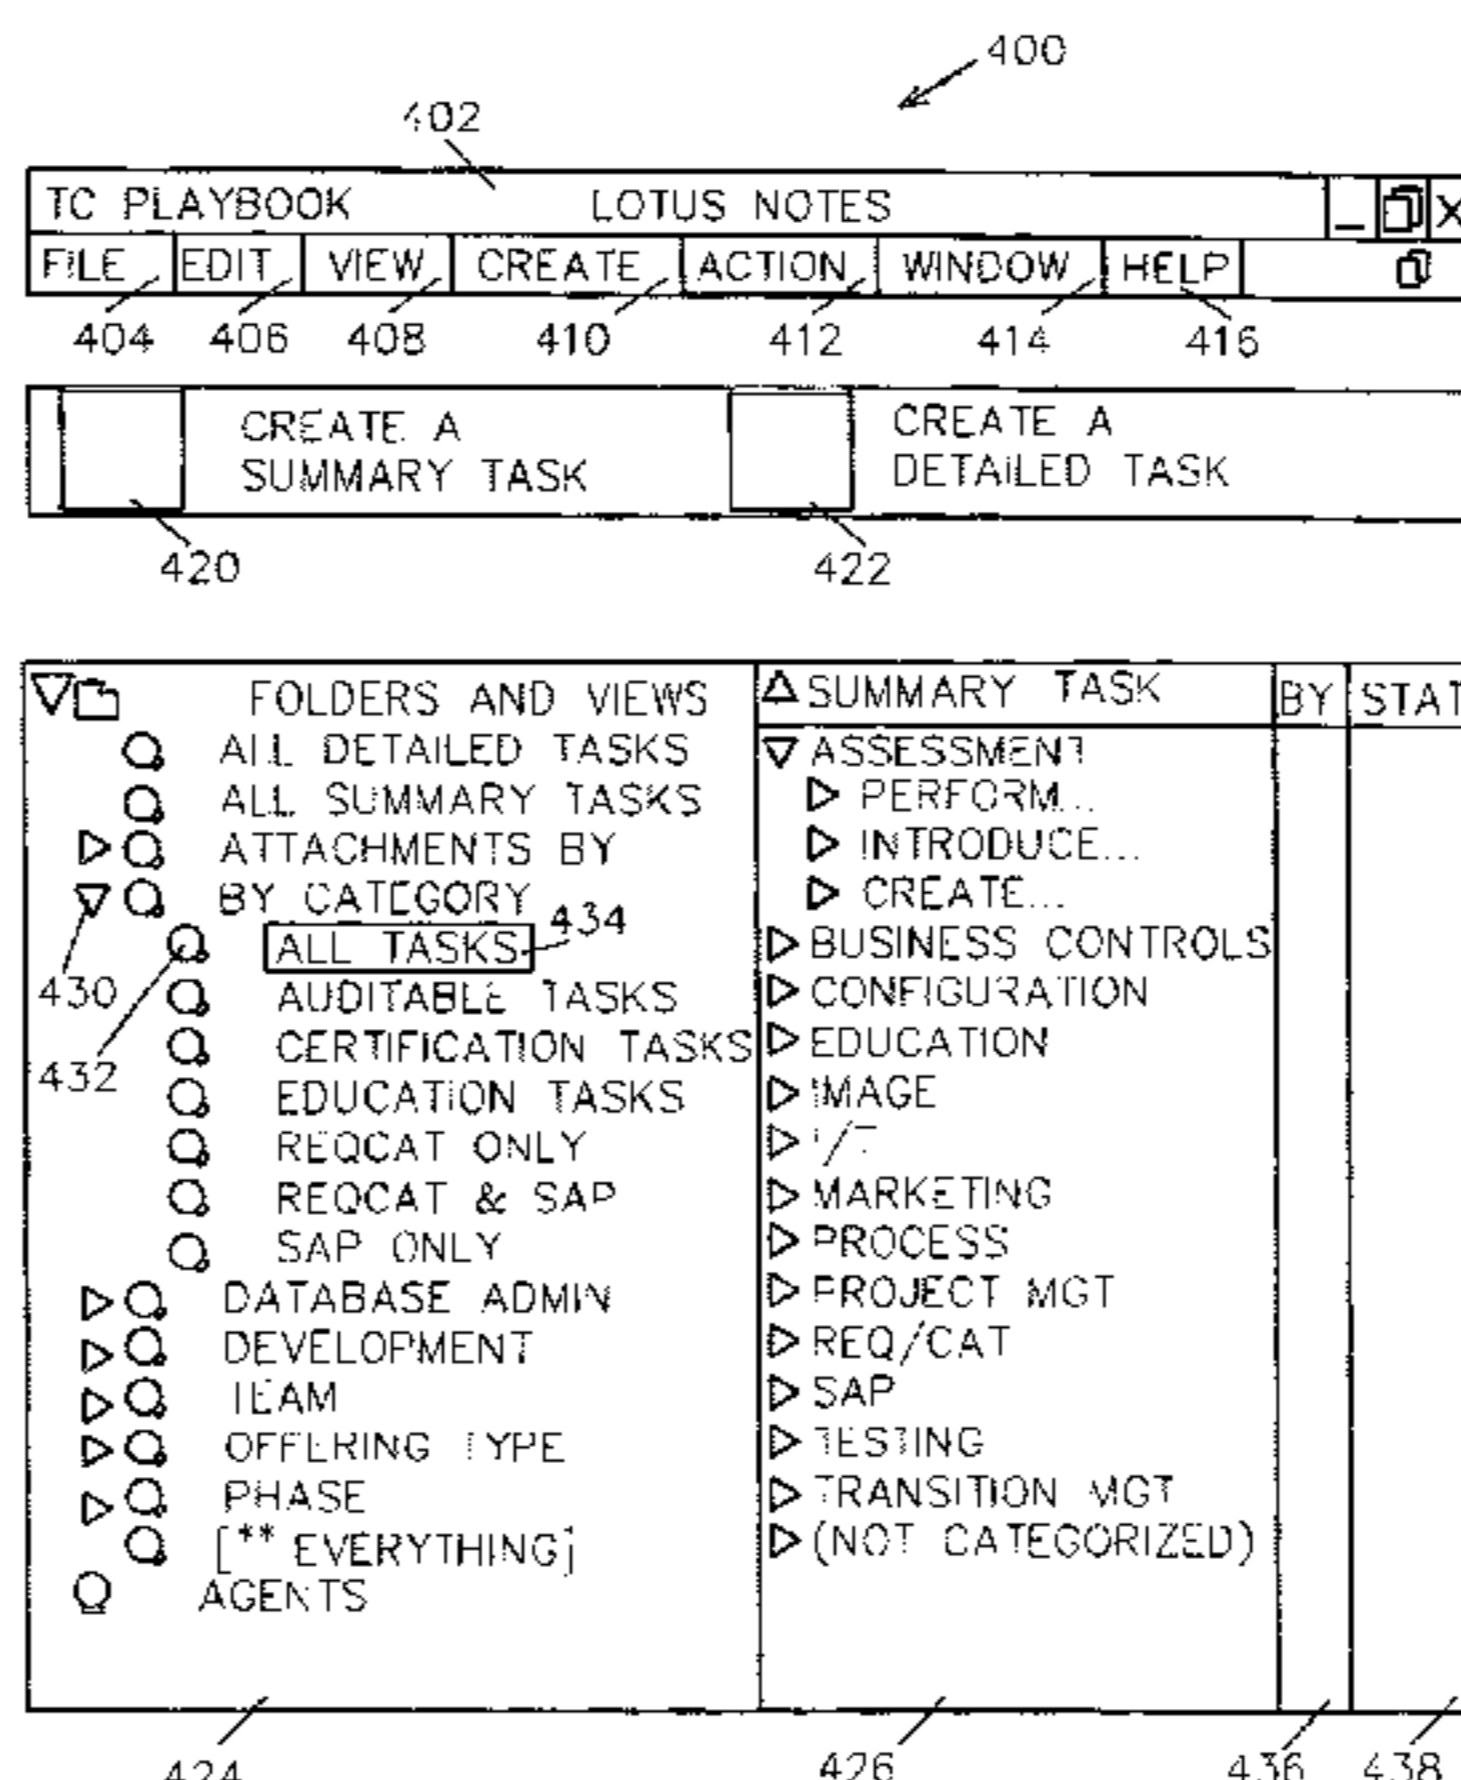 400
402
TC PLAYBOOK LOTUS NOTES _ X
FILE EDIT VIEW CREATE ACTION WINDOW HELP
404 406 408 410 412 414 416
CREATE A SUMMARY TASK
CREATE A DETAILED TASK
420 422
FOLDERS AND VIEWS
ALL DETAILED TASKS
ALL SUMMARY TASKS
ATTACHMENTS BY
BY CATEGORY
434
ALL TASKS
430
AUDITABLE TASKS
CERTIFICATION TASKS
432
EDUCATION TASKS
REQCAT ONLY
REQCAT & SAP
SAP ONLY
DATABASE ADMIN
DEVELOPMENT
TEAM
OFFERING TYPE
PHASE
[** EVERYTHING]
AGENTS
SUMMARY TASK BY STAT
ASSESSMENT
PERFORM...
INTRODUCE...
CREATE...
BUSINESS CONTROLS
CONFIGURATION
EDUCATION
IMAGE
MARKETING
PROCESS
PROJECT MGT
REQ/CAT
SAP
TESTING
TRANSITION MGT
(NOT CATEGORIZED)
424 426 436 438